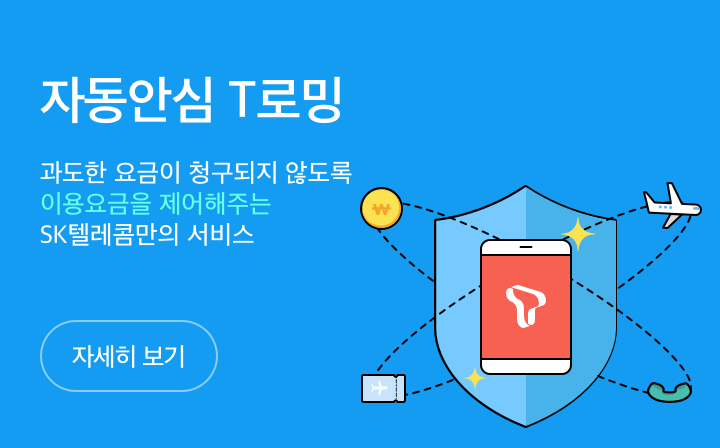 자동안심 T로밍
과도한 요금이 청구되지 않도록
이용요금을 제어해주는
SK텔레콤만의 서비스
₩
자세히 보기